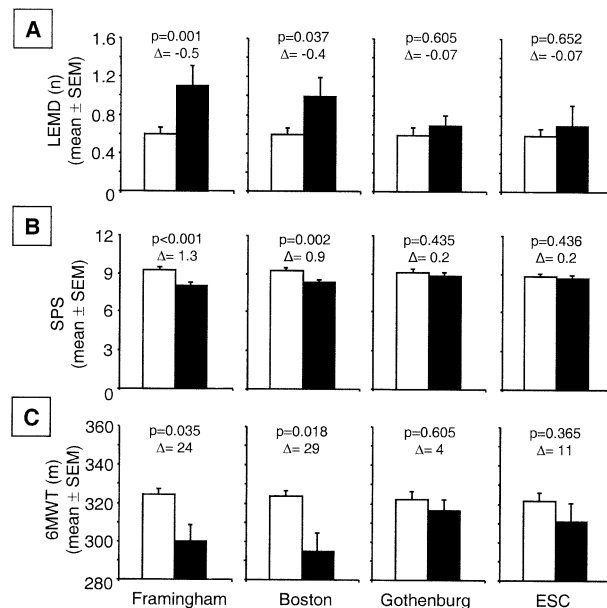 A
LEMD (n)
(mean ± SEM)
1.6
1.2
0.8
0.4
0
p=0.001
Δ= -0.5
p=0.037
Δ= -0.4
p=0.605
Δ= -0.07
p=0.652
Δ= -0.07
B
SPS
(mean ± SEM)
12
9
6
3
0
p<0.001
Δ= 1.3
p=0.002
Δ= 0.9
p=0.435
Δ= 0.2
p=0.436
Δ= 0.2
C
6MWT (m)
(mean ± SEM)
360
340
320
300
280
p=0.035
Δ= 24
p=0.018
Δ= 29
p=0.605
Δ= 4
p=0.365
Δ= 11
Framingham
Boston
Gothenburg
ESC